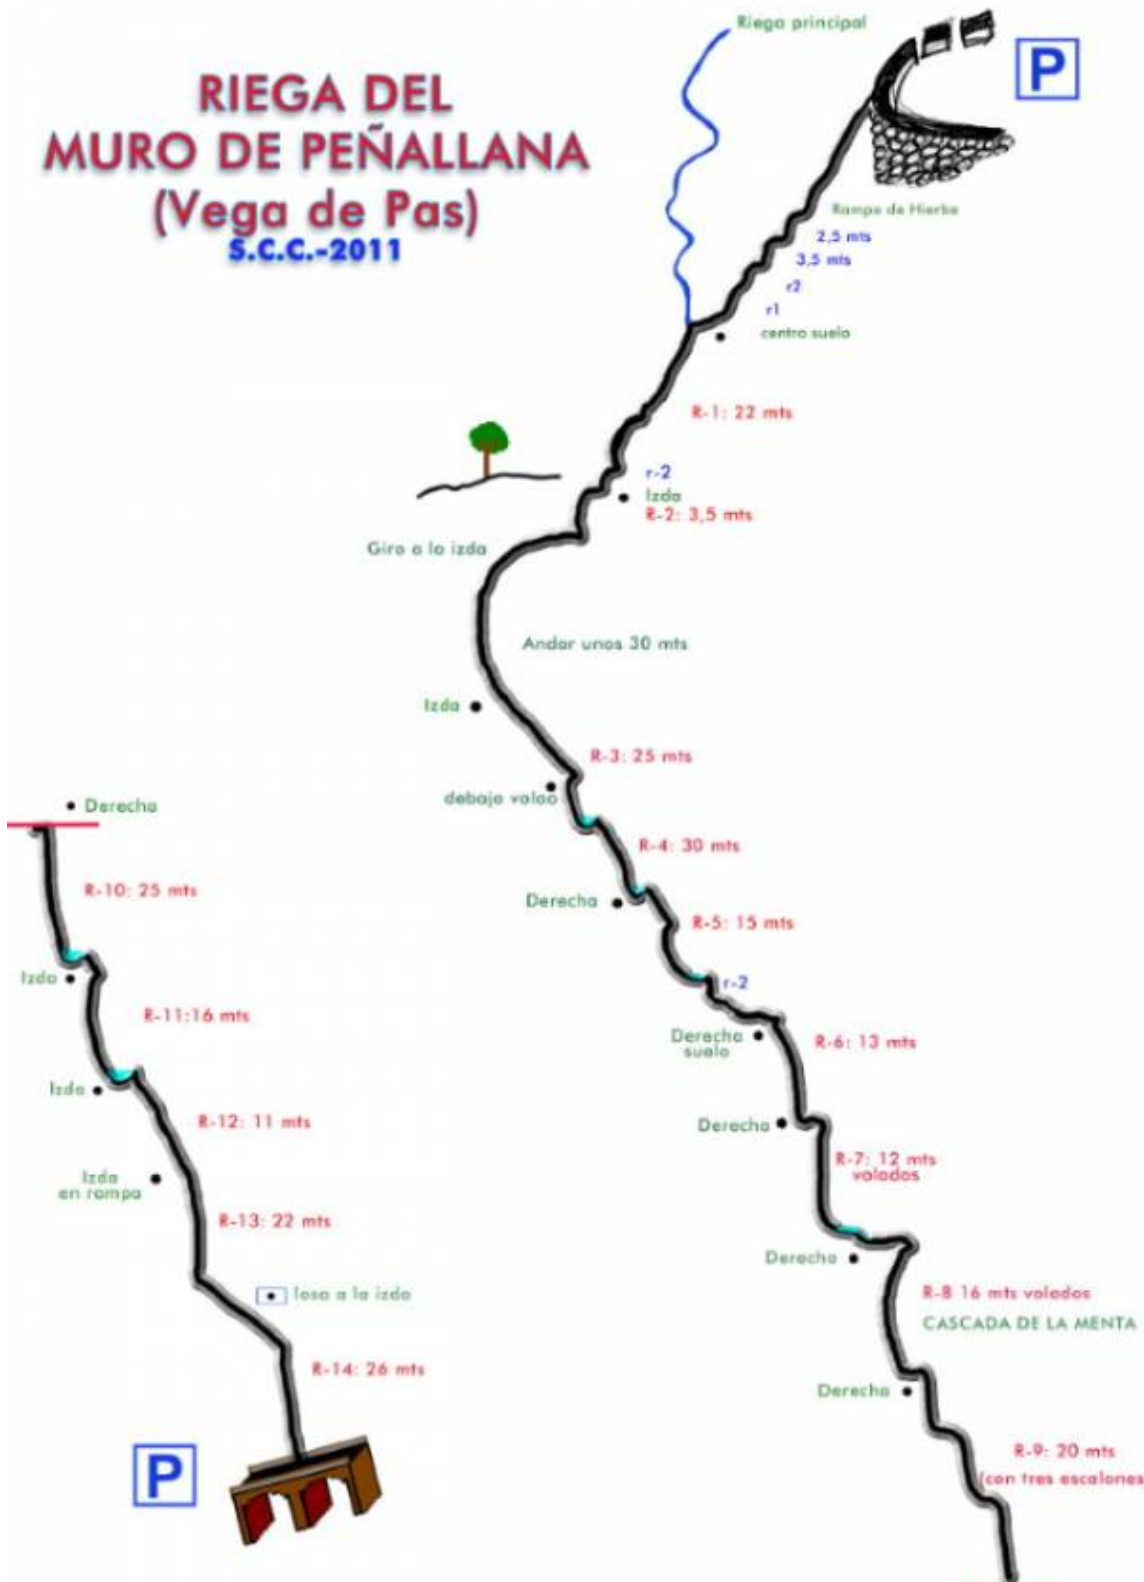 RIEGA DEL
MURO DE PEÑALLANA
(Vega de Pas)
S.C.C.-2011
Riega principal
P
Rampa de Hierba
2,5 mts
3,5 mts
r2
r1
centro suelo
R-1: 22 mts
r-2
Izda
R-2: 3,5 mts
Giro a la izda
Andar unos 30 mts
Izda
R-3: 25 mts
debajo volao
R-4: 30 mts
Derecha
R-5: 15 mts
r-2
Derecha
suelo
R-6: 13 mts
Derecha
R-7: 12 mts
volados
Derecha
R-8 16 mts volados
CASCADA DE LA MENTA
Derecha
R-9: 20 mts
(con tres escalones
Derecha
R-10: 25 mts
Izda
R-11:16 mts
Izda
R-12: 11 mts
Izda
en rampa
R-13: 22 mts
losa a la izda
R-14: 26 mts
P